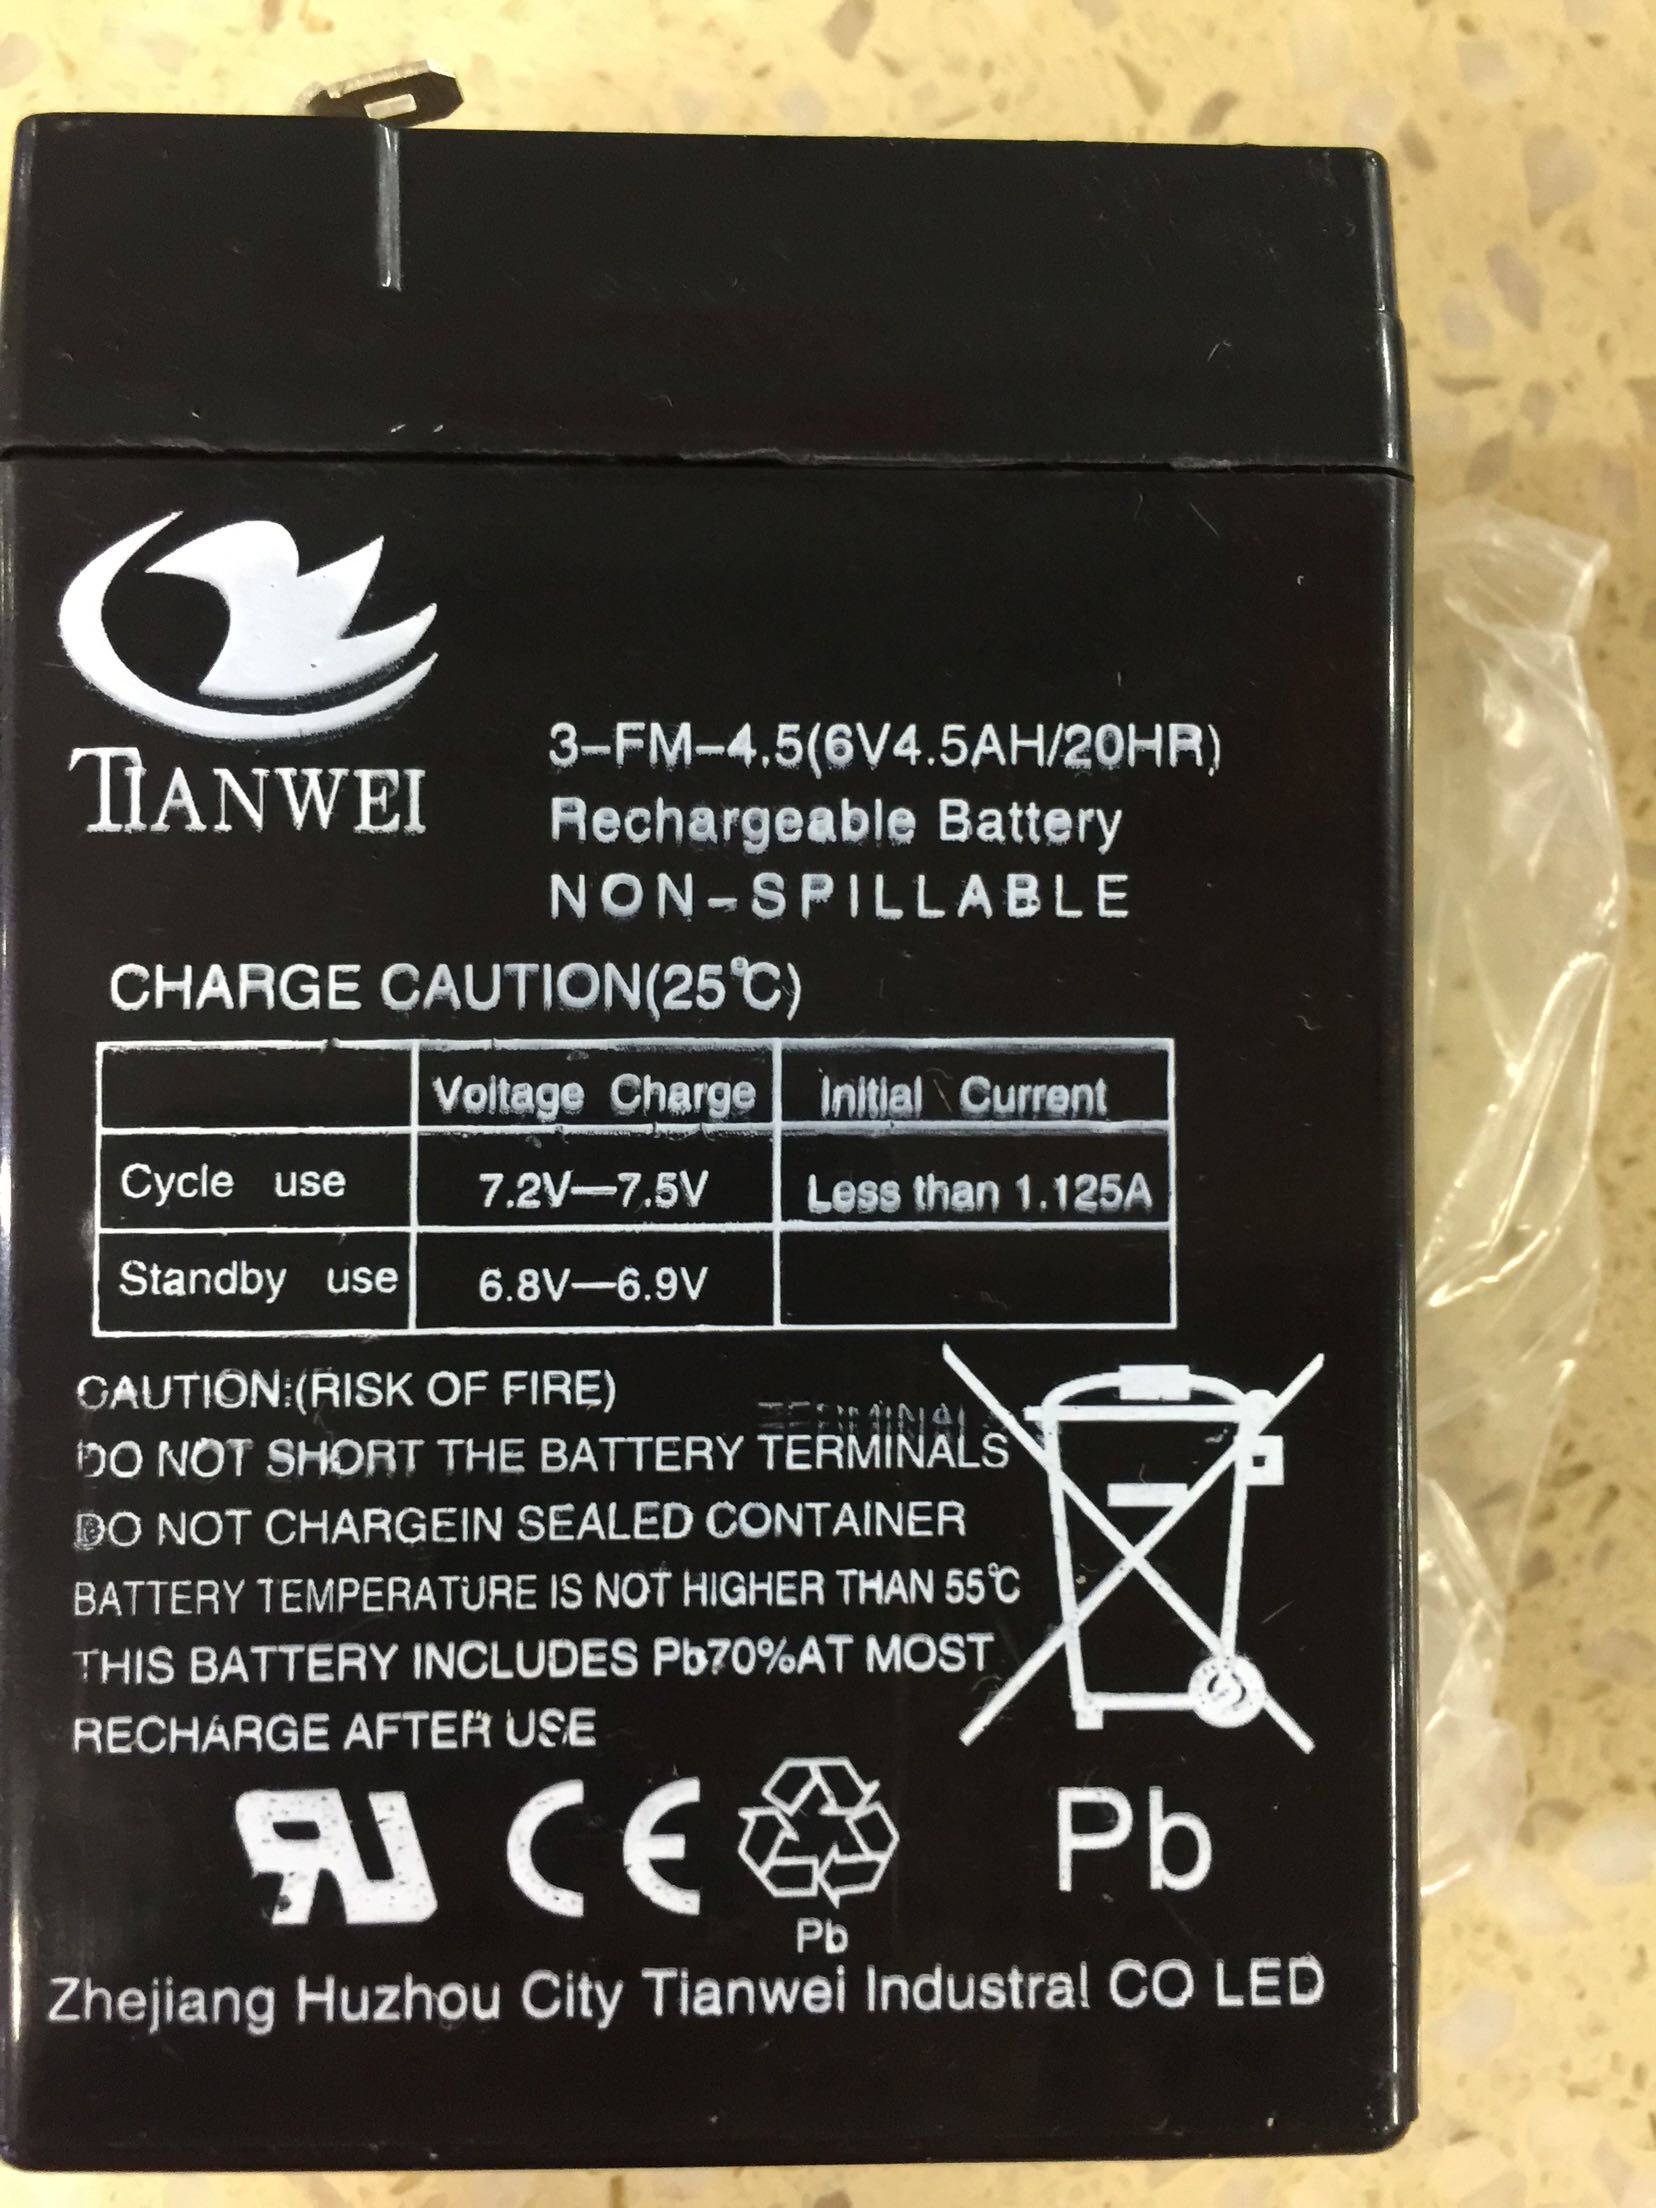 TIANWEI
3-FM-4.5(6V4.5AH/20HR)
Rechargeable Battery
NON-SPILLABLE
CHARGE CAUTION(25℃)
Voltage Charge Initial Current
Cycle use 7.2V—7.5V Less than 1.125A
Standby use 6.8V—6.9V
CAUTION:(RISK OF FIRE)
DO NOT SHORT THE BATTERY TERMINALS
DO NOT CHARGEIN SEALED CONTAINER
BATTERY TEMPERATURE IS NOT HIGHER THAN 55℃
THIS BATTERY INCLUDES Pb70%AT MOST
RECHARGE AFTER USE
RU CE Pb
Pb
Zhejiang Huzhou City Tianwei Industral CO LED